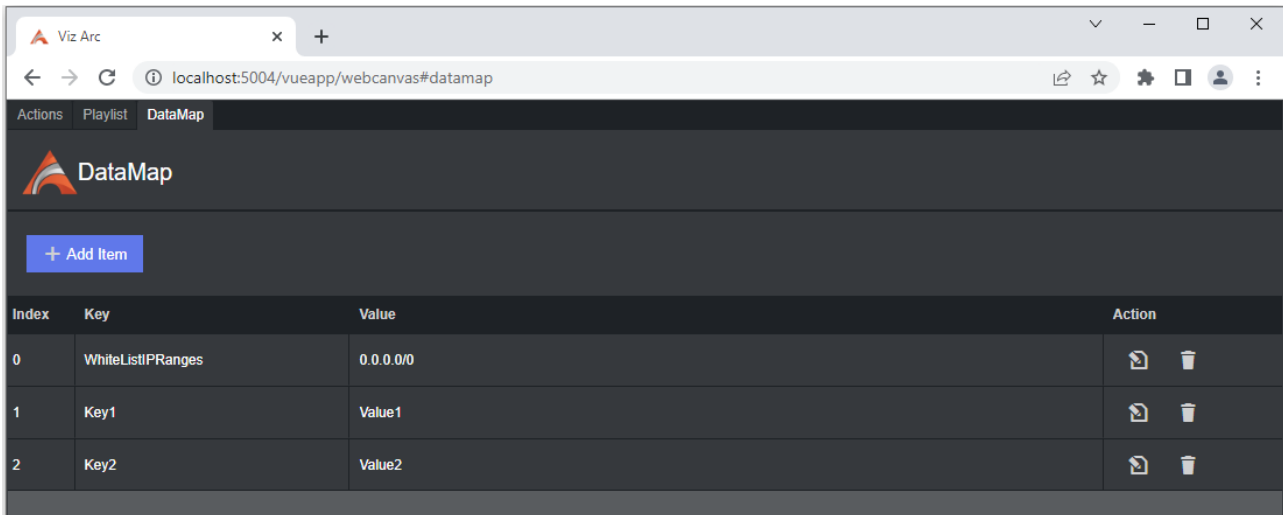 Viz Arc
localhost:5004/vueapp/webcanvas#datamap
Actions Playlist DataMap
DataMap
+ Add Item
Index Key Value Action
0 WhiteListIPRanges 0.0.0.0/0
1 Key1 Value1
2 Key2 Value2